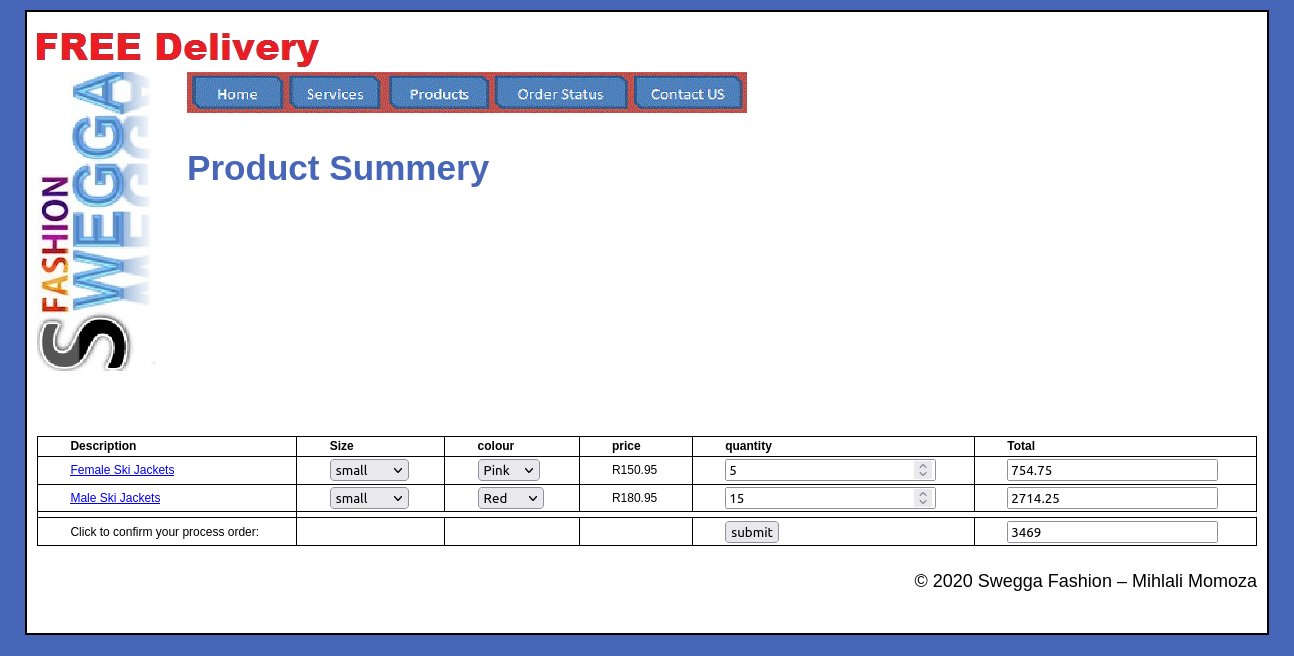 FREE Delivery
SWEGGA
FASHION
Home Services Products Order Status Contact US
Product Summery
Description Size colour price quantity Total
Female Ski Jackets small Pink R150.95 5 754.75
Male Ski Jackets small Red R180.95 15 2714.25
Click to confirm your process order: submit 3469
© 2020 Swegga Fashion – Mihlali Momoza